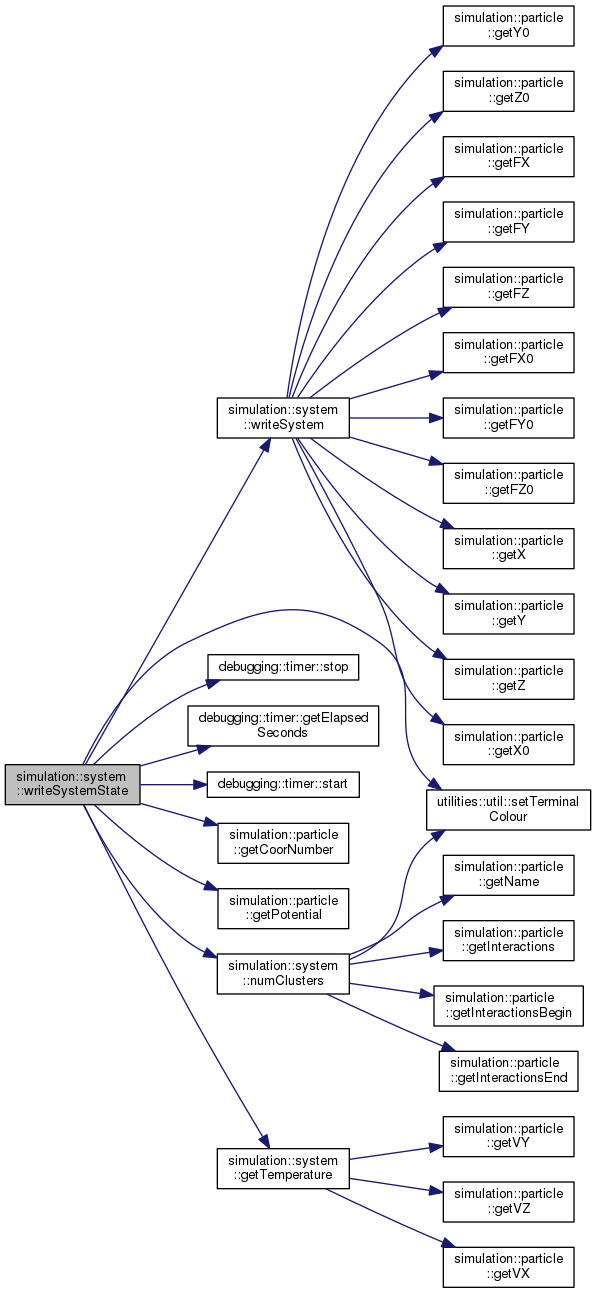 simulation::particle
::getY0
simulation::particle
::getZ0
simulation::particle
::getFX
simulation::particle
::getFY
simulation::particle
::getFZ
simulation::particle
::getFX0
simulation::system
::writeSystem
simulation::particle
::getFY0
simulation::particle
::getFZ0
simulation::particle
::getX
simulation::particle
::getY
debugging::timer::stop
simulation::particle
::getZ
debugging::timer::getElapsed
Seconds
simulation::particle
::getX0
simulation::system
::writeSystemState
debugging::timer::start
utilities::util::setTerminal
Colour
simulation::particle
::getCoorNumber
simulation::particle
::getName
simulation::particle
::getPotential
simulation::particle
::getInteractions
simulation::system
::numClusters
simulation::particle
::getInteractionsBegin
simulation::particle
::getInteractionsEnd
simulation::particle
::getVY
simulation::system
::getTemperature
simulation::particle
::getVZ
simulation::particle
::getVX